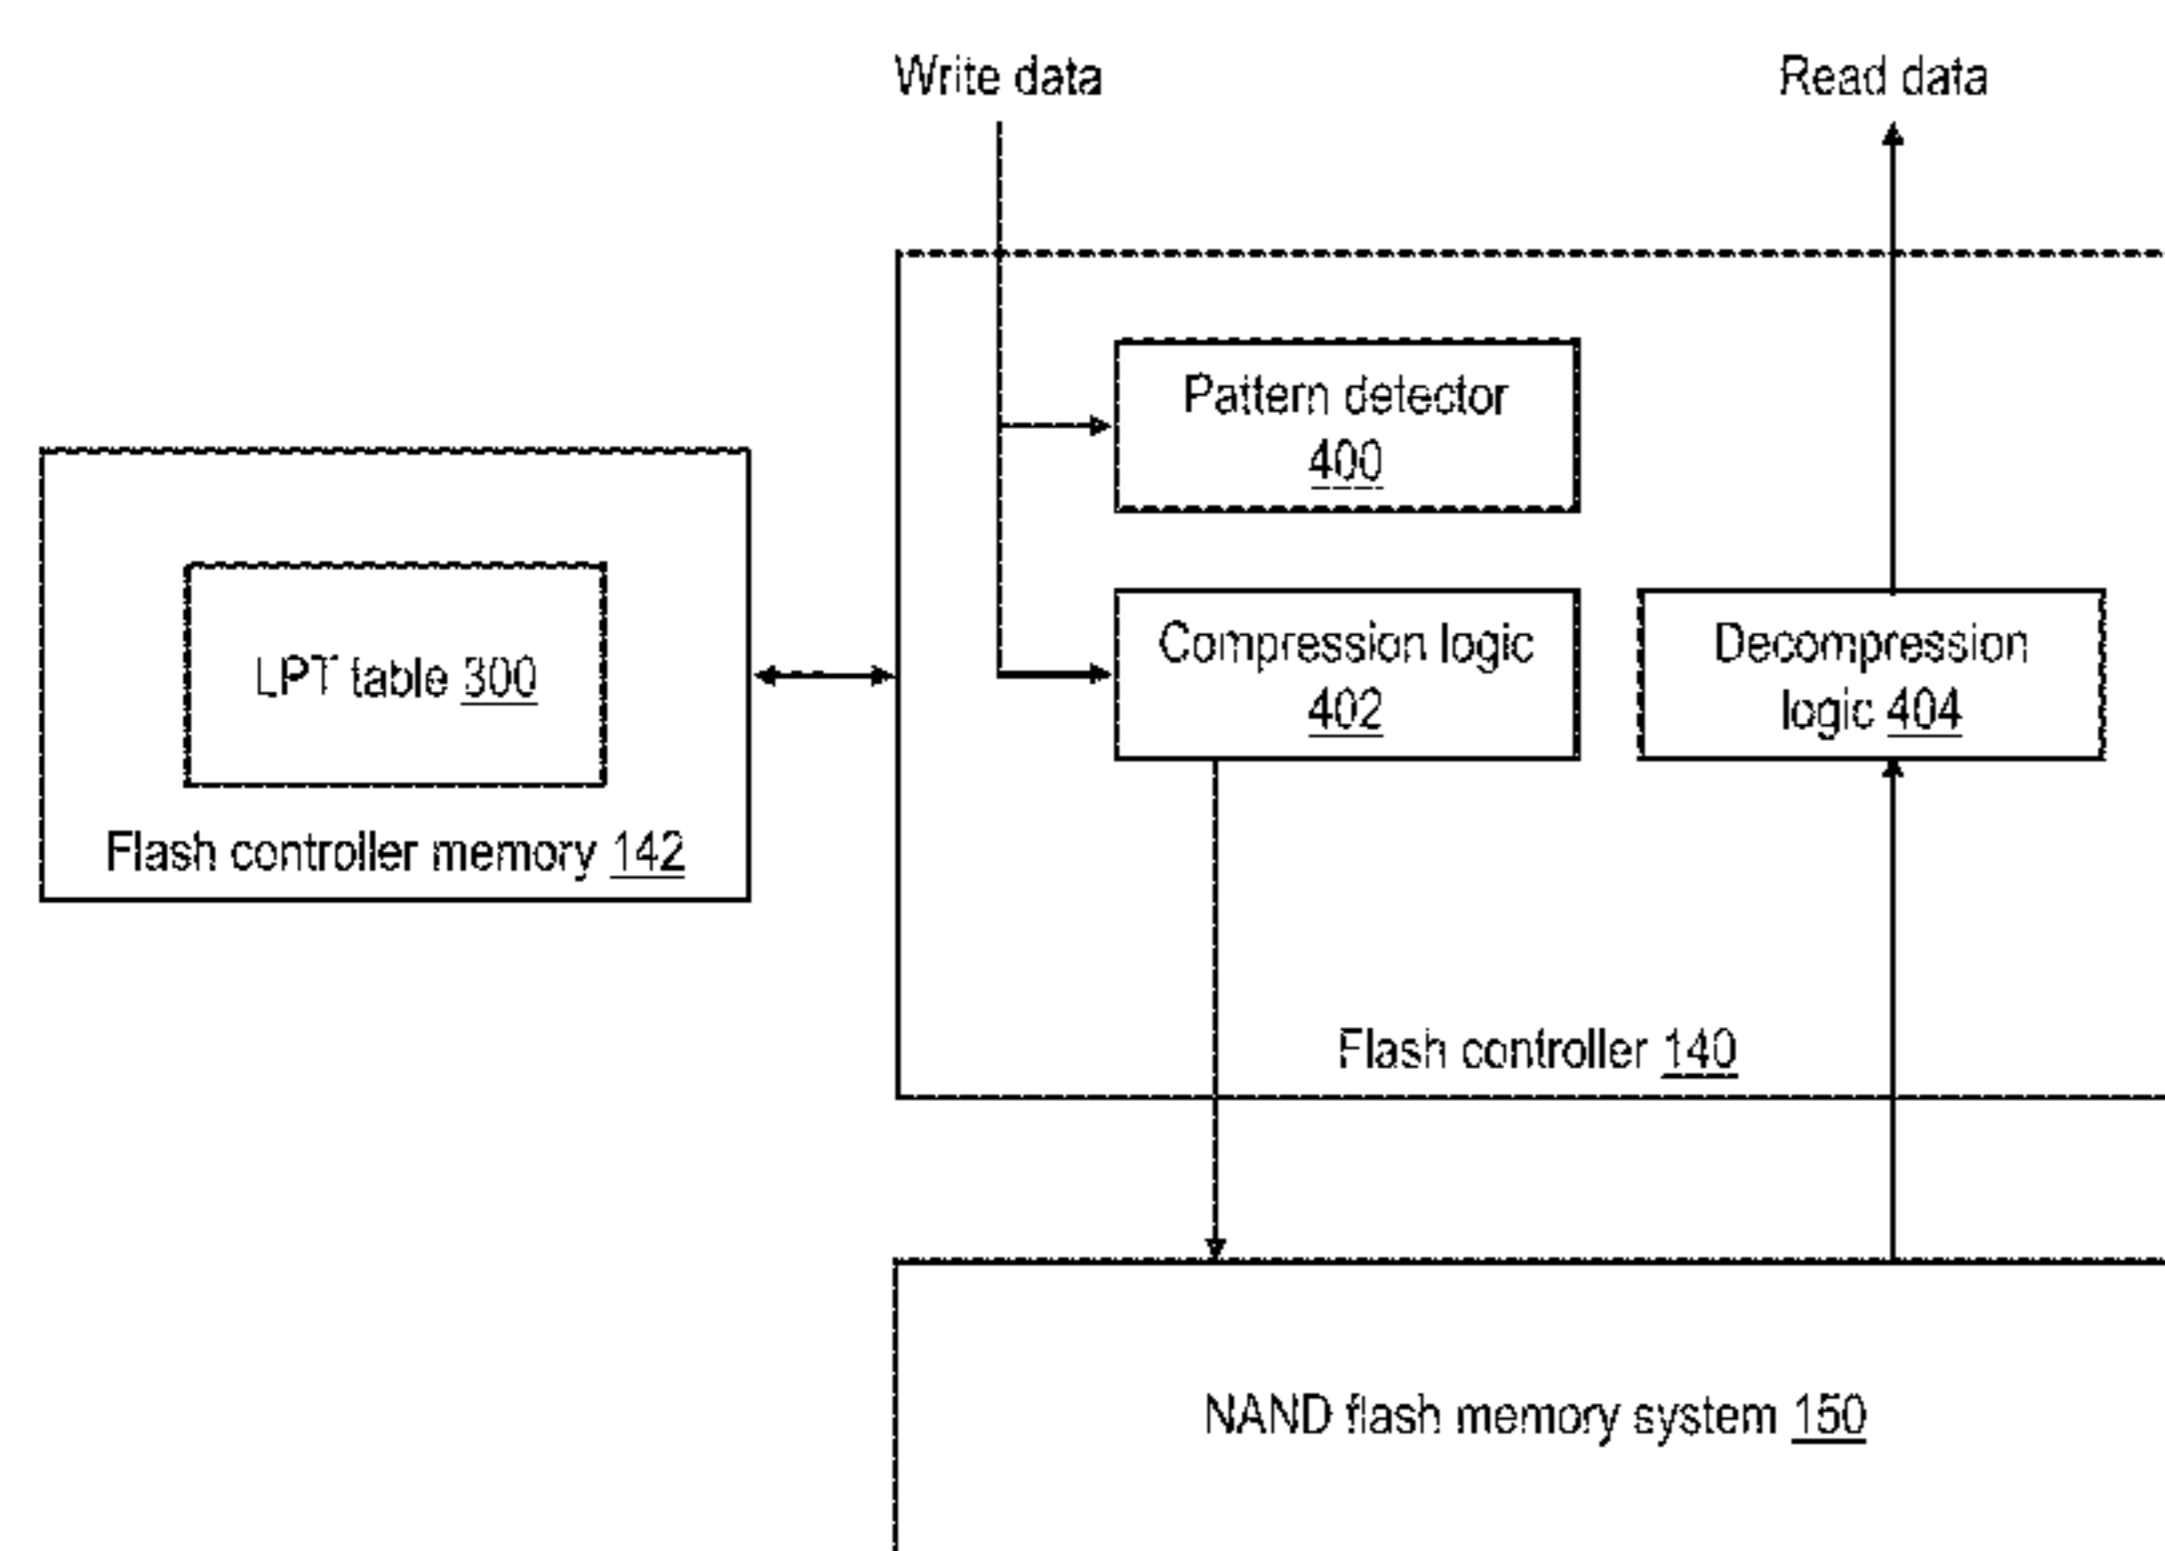 Write data
Read data
Pattern detector
400
Compression logic
402
Decompression
logic 404
LPT table 300
Flash controller memory 142
Flash controller 140
NAND flash memory system 150